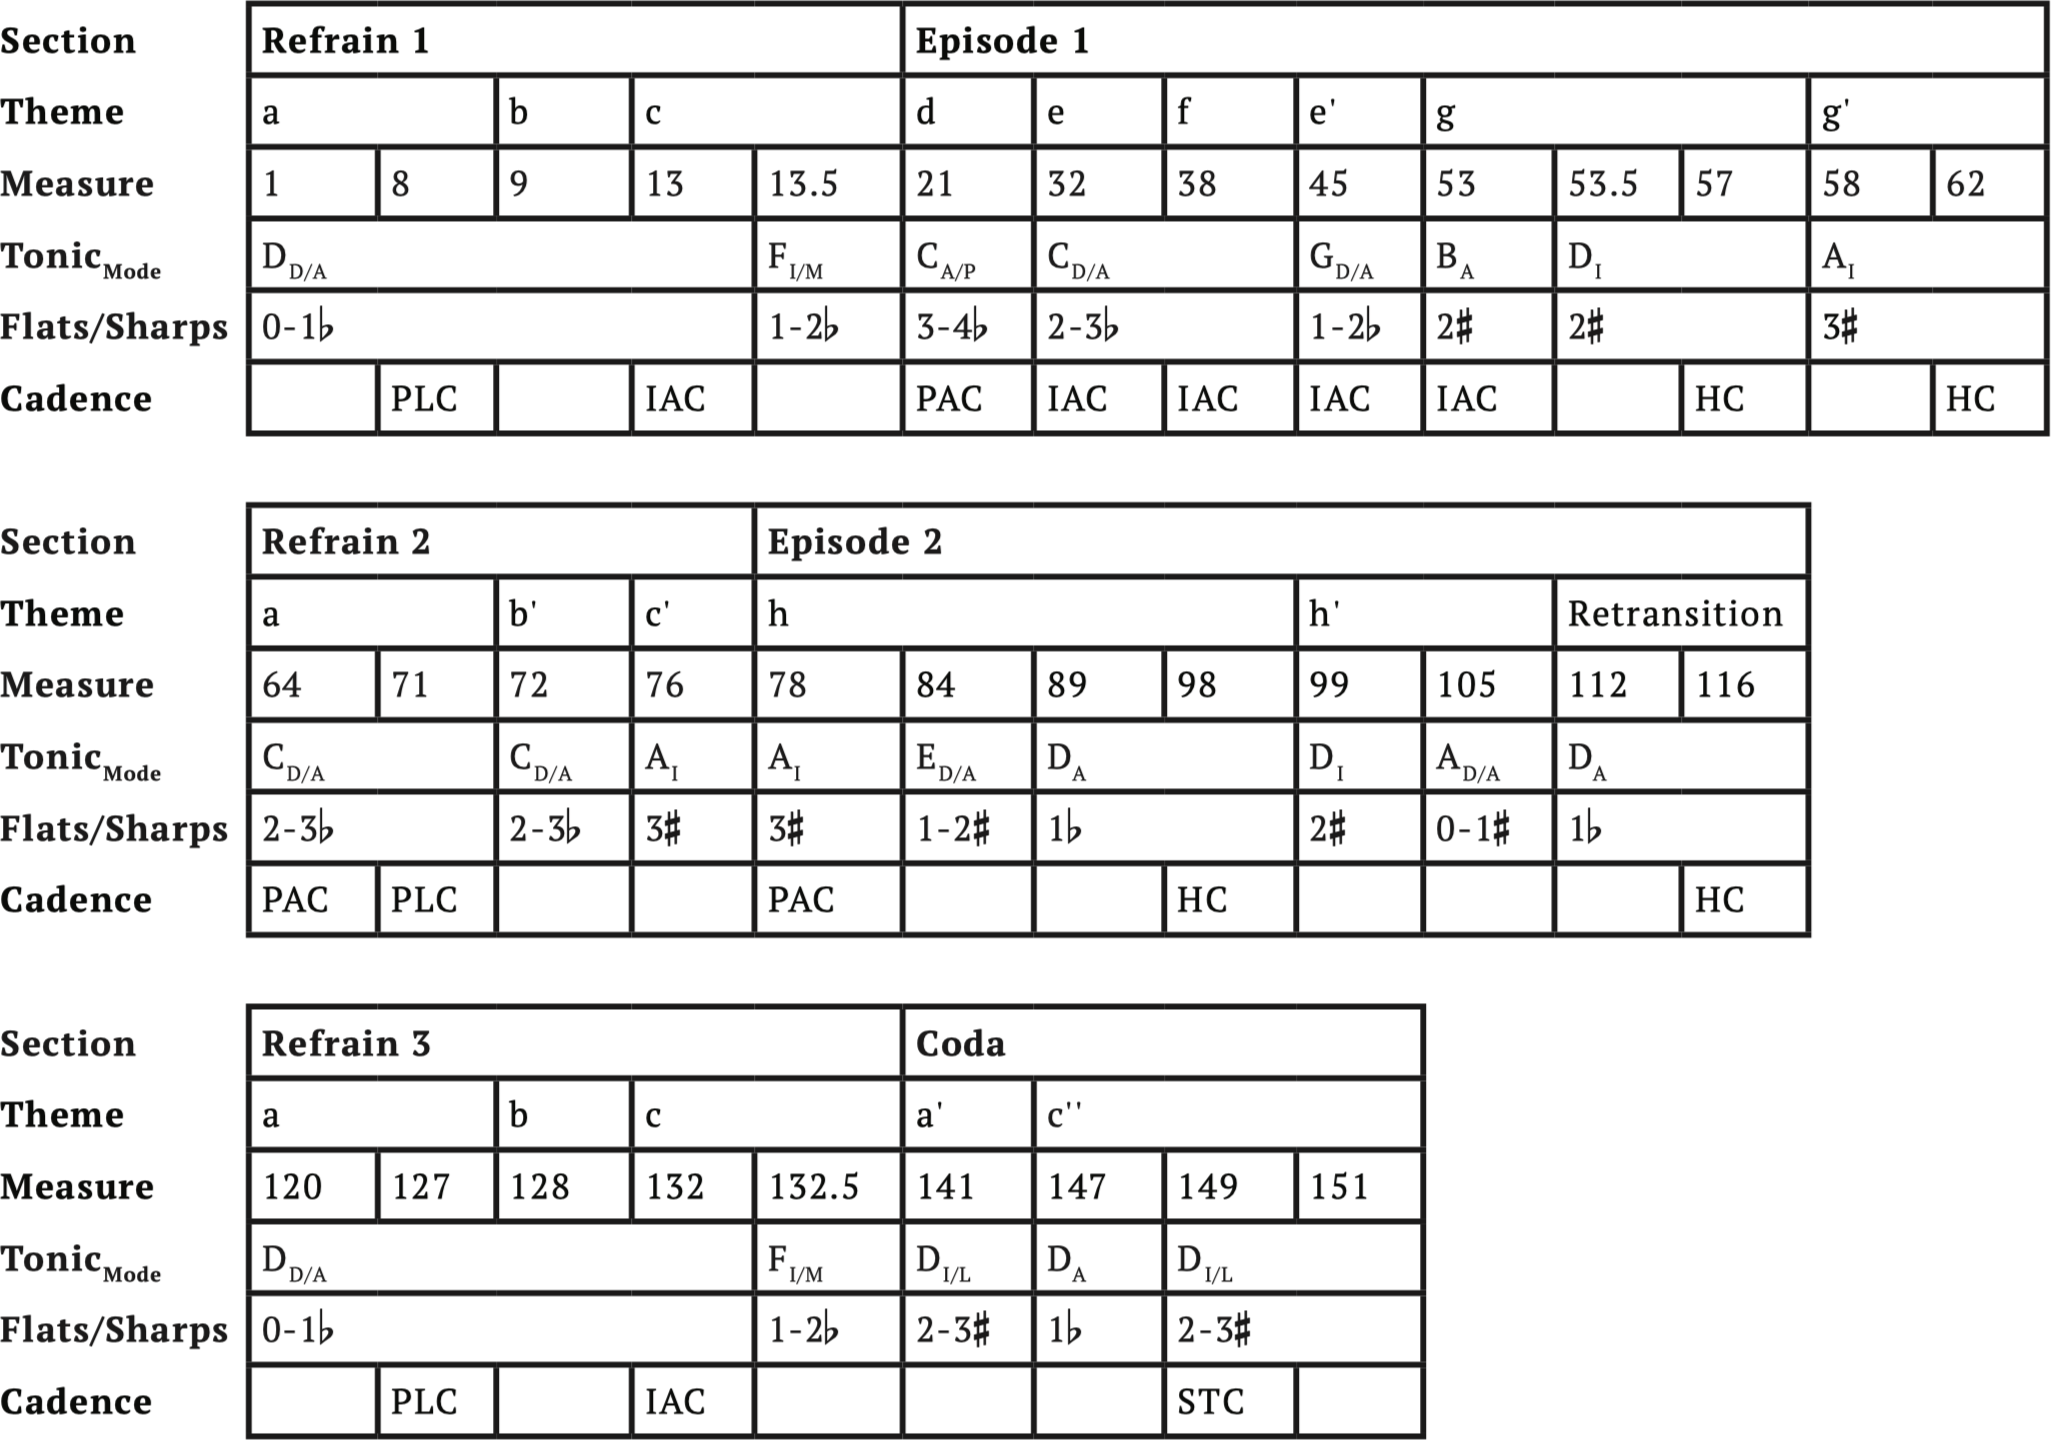 Section Refrain 1 Episode 1
Theme a b c d e f e' g g'
Measure 1 8 9 13 13.5 21 32 38 45 53 53.5 57 58 62
Tonic Mode D D/A F I/M C A/P C D/A G D/A B A D I A I
Flats/Sharps 0-1♭ 1-2♭ 3-4♭ 2-3♭ 1-2♭ 2♯ 2♯ 3♯
Cadence PLC IAC PAC IAC IAC IAC IAC HC HC
Section Refrain 2 Episode 2
Theme a b' c' h h' Retransition
Measure 64 71 72 76 78 84 89 98 99 105 112 116
Tonic Mode C D/A C D/A A I A I E D/A D A D I A D/A D A
Flats/Sharps 2-3♭ 2-3♭ 3♯ 3♯ 1-2♯ 1♭ 2♯ 0-1♯ 1♭
Cadence PAC PLC PAC HC HC
Section Refrain 3 Coda
Theme a b c a' c''
Measure 120 127 128 132 132.5 141 147 149 151
Tonic Mode D D/A F I/M D I/L D A D I/L
Flats/Sharps 0-1♭ 1-2♭ 2-3♯ 1♭ 2-3♯
Cadence PLC IAC STC